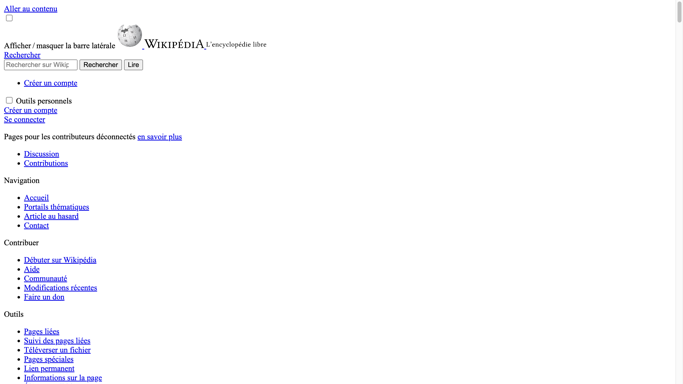 Aller au contenu
Afficher / masquer la barre latérale WIKIPÉDIA L'encyclopédie libre
Rechercher
Rechercher sur Wikip Rechercher Lire
Créer un compte
Outils personnels
Créer un compte
Se connecter
Pages pour les contributeurs déconnectés en savoir plus
Discussion
Contributions
Navigation
Accueil
Portails thématiques
Article au hasard
Contact
Contribuer
Débuter sur Wikipédia
Aide
Communauté
Modifications récentes
Faire un don
Outils
Pages liées
Suivi des pages liées
Téléverser un fichier
Pages spéciales
Lien permanent
Informations sur la page